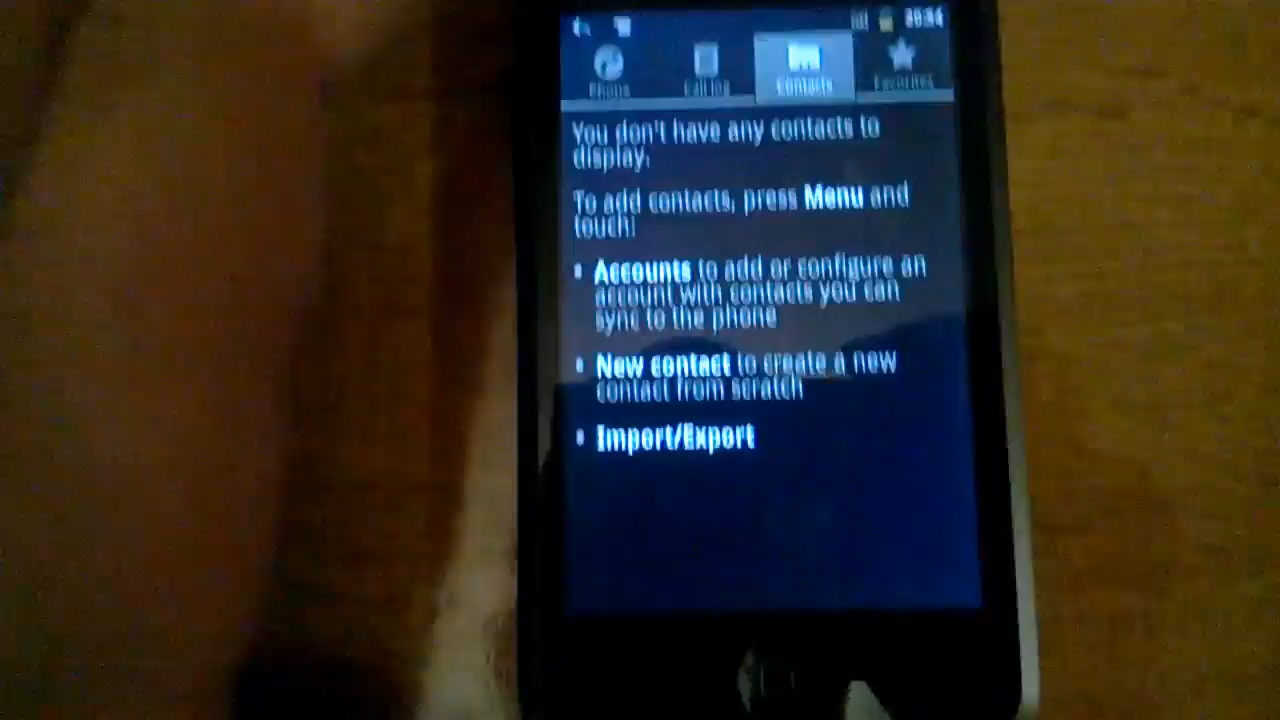 20:54
Phone Call log Contacts Favorites
You don't have any contacts to
display.
To add contacts, press Menu and
touch:
• Accounts to add or configure an
account with contacts you can
sync to the phone
• New contact to create a new
contact from scratch
• Import/Export